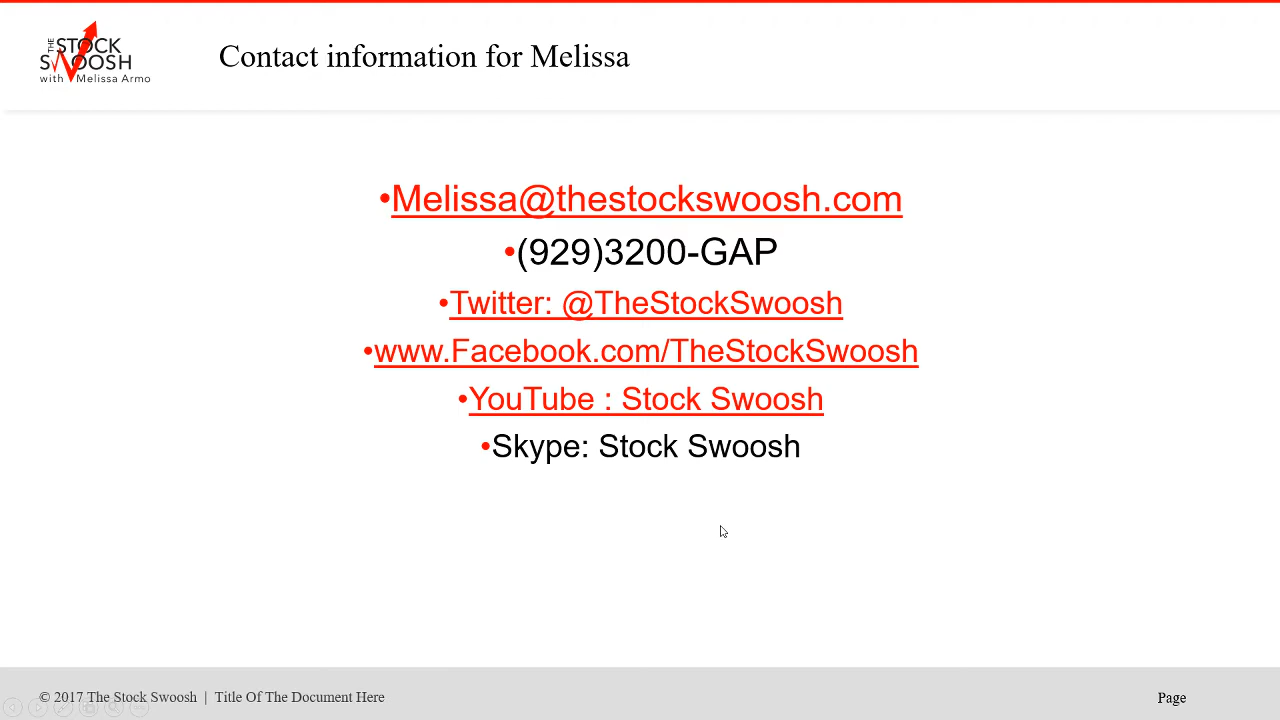 THE STOCK
SWOOSH
with Melissa Armo
Contact information for Melissa
•Melissa@thestockswoosh.com
•(929)3200-GAP
•Twitter: @TheStockSwoosh
•www.Facebook.com/TheStockSwoosh
•YouTube : Stock Swoosh
•Skype: Stock Swoosh
© 2017 The Stock Swoosh | Title Of The Document Here
Page